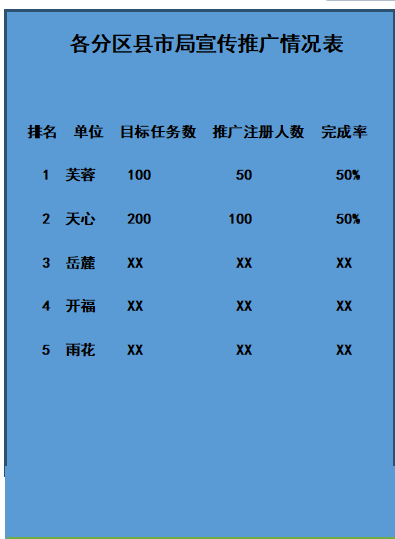 各分区县市局宣传推广情况表
排名 单位 目标任务数 推广注册人数 完成率
1 芙蓉 100 50 50%
2 天心 200 100 50%
3 岳麓 XX XX XX
4 开福 XX XX XX
5 雨花 XX XX XX